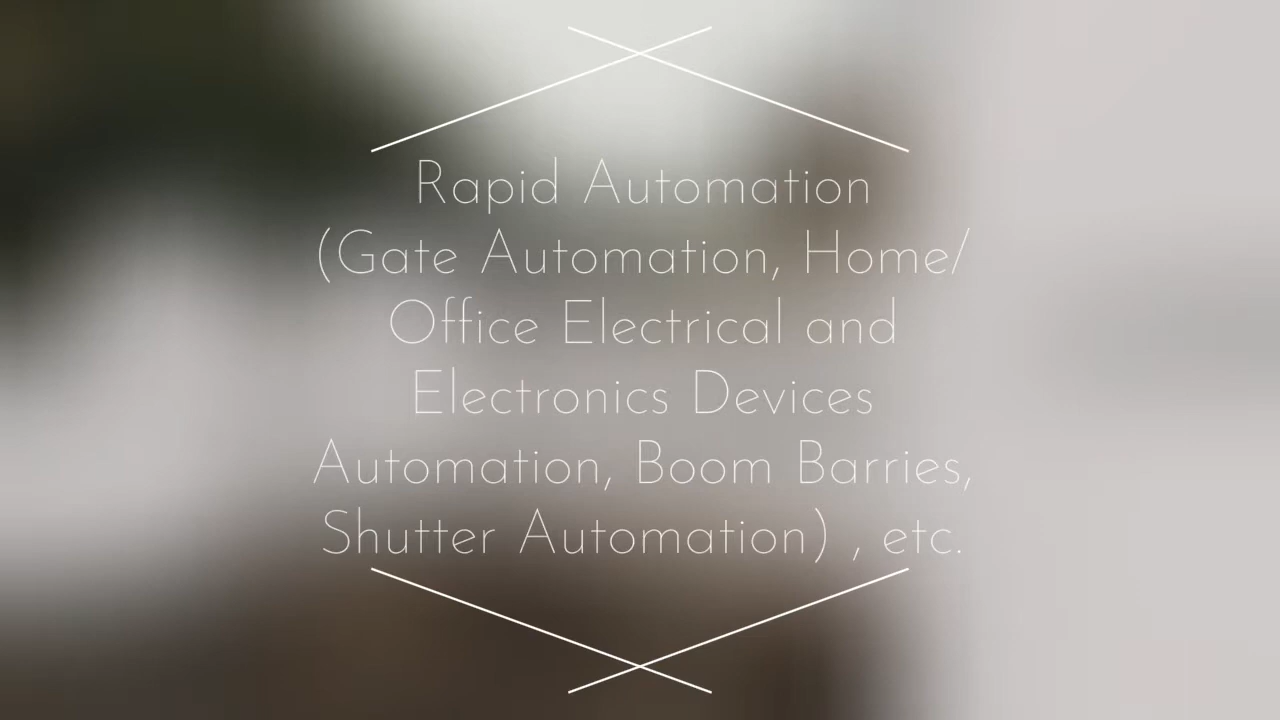 Rapid Automation
(Gate Automation, Home/
Office Electrical and
Electronics Devices
Automation, Boom Barries,
Shutter Automation) , etc.